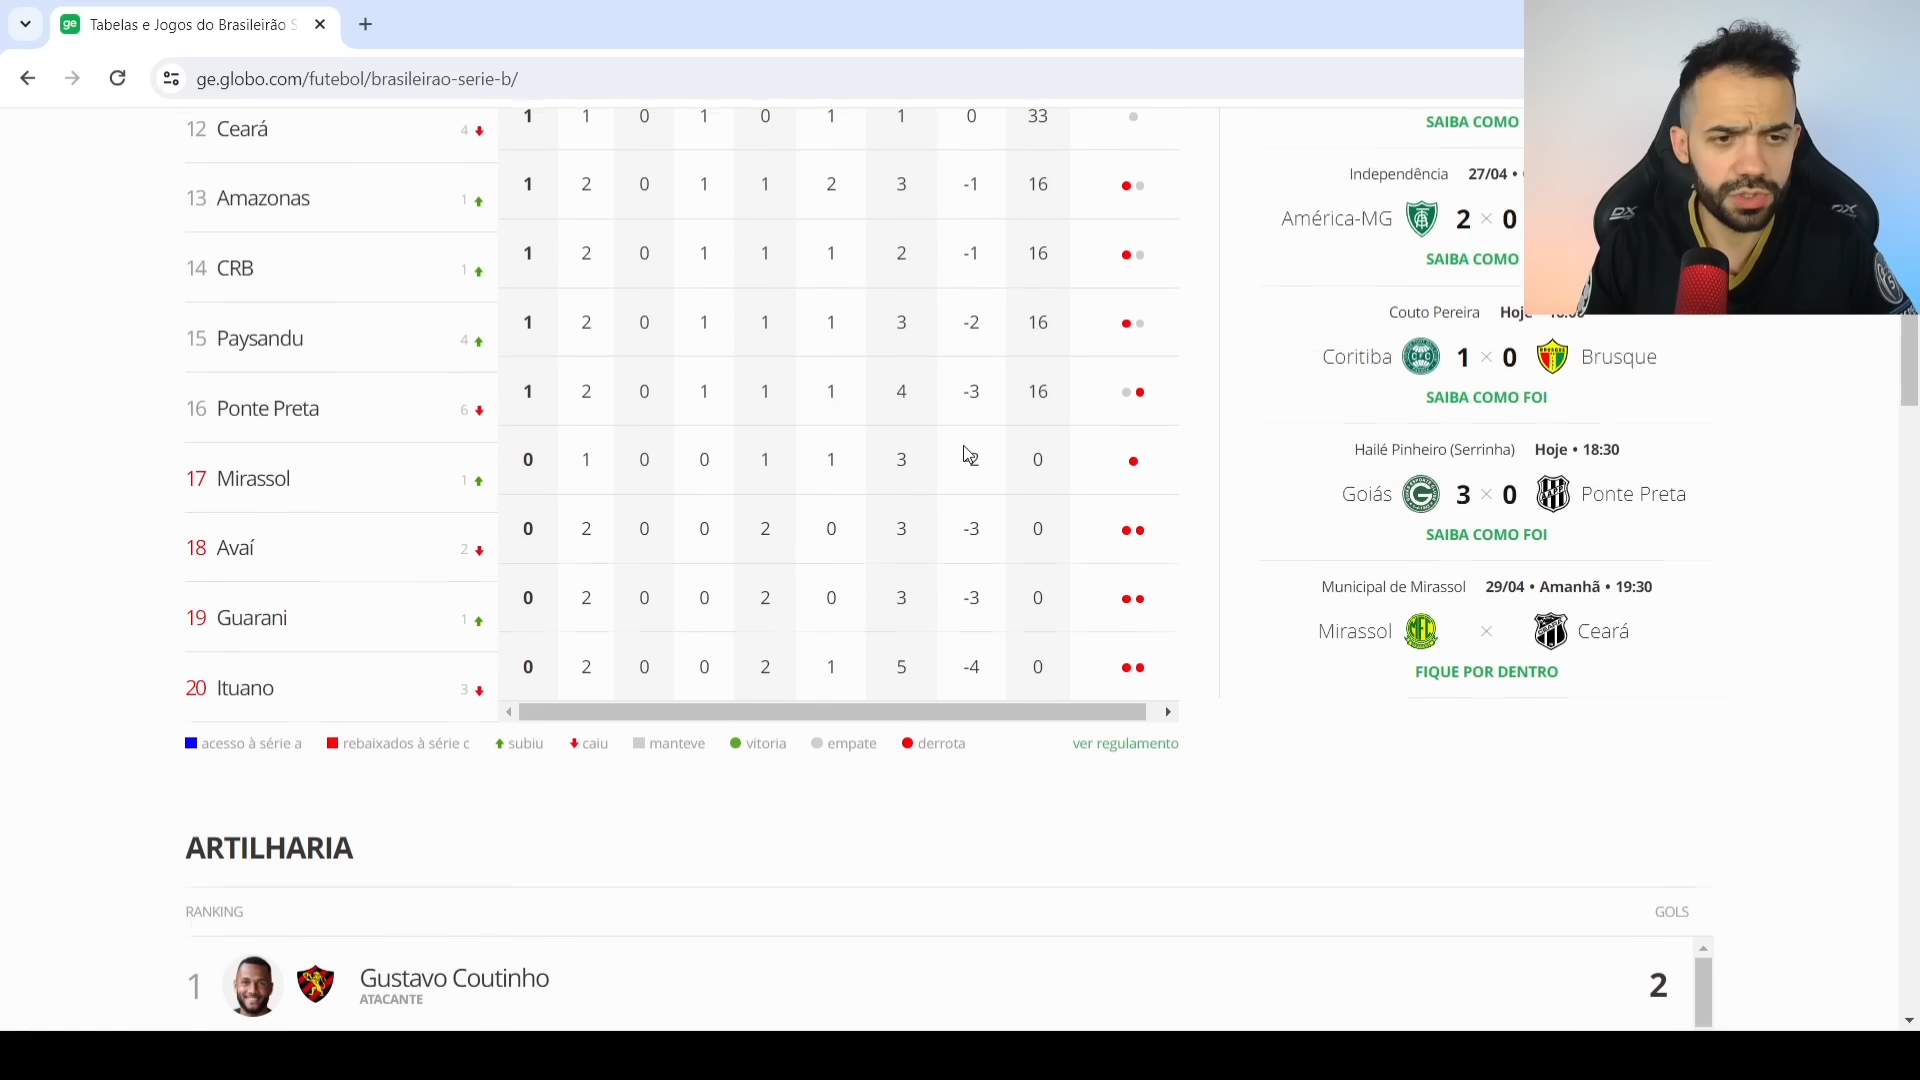 Tabelas e Jogos do Brasileirão S
ge.globo.com/futebol/brasileirao-serie-b/
12 Ceará 4 1 1 0 1 0 1 1 0 33
13 Amazonas 1 1 2 0 1 1 2 3 -1 16
14 CRB 1 1 2 0 1 1 1 2 -1 16
15 Paysandu 4 1 2 0 1 1 1 3 -2 16
16 Ponte Preta 6 1 2 0 1 1 1 4 -3 16
17 Mirassol 1 0 1 0 0 1 1 3 0
18 Avaí 2 0 2 0 0 2 0 3 -3 0
19 Guarani 1 0 2 0 0 2 0 3 -3 0
20 Ituano 3 0 2 0 0 2 1 5 -4 0
acesso à série a rebaixados à série c subiu caiu manteve vitoria empate derrota ver regulamento
SAIBA COMO
Independência 27/04 •
América-MG 2 × 0
SAIBA COMO
Couto Pereira Hoje
Coritiba 1 × 0 Brusque
SAIBA COMO FOI
Hailé Pinheiro (Serrinha) Hoje • 18:30
Goiás 3 × 0 Ponte Preta
SAIBA COMO FOI
Municipal de Mirassol 29/04 • Amanhã • 19:30
Mirassol × Ceará
FIQUE POR DENTRO
ARTILHARIA
RANKING GOLS
1 Gustavo Coutinho 2
ATACANTE
ge
DX DX